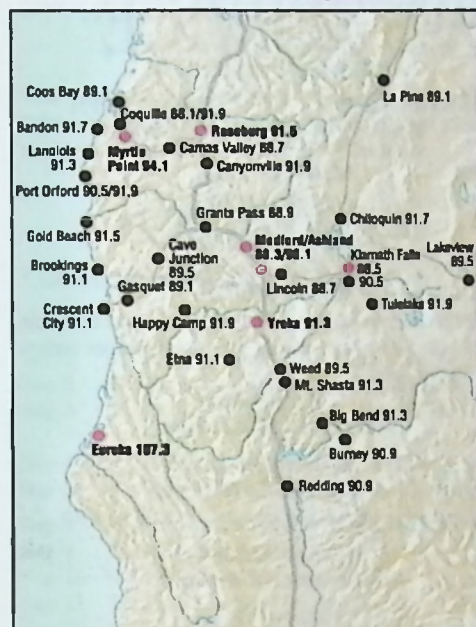 La Pine 89.1
Coos Bay 89.1
Coquille 88.1/91.9
Bandon 91.7
Roseburg 91.5
Langlois
91.3
Myrtle
Point 94.1
Camas Valley 88.7
Canyonville 91.9
Port Orford 90.5/91.9
Grants Pass 88.9
Chiloquin 91.7
Gold Beach 91.5
Medford/Ashland
88.3/89.1
Cave
Junction
89.5
Klamath Falls
88.5
90.5
Lakeview
89.5
Brookings
91.1
Gasquet 89.1
Lincoln 88.7
Crescent
City 91.1
Happy Camp 91.9
Tulelake 91.9
Yreka 91.3
Etna 91.1
Weed 89.5
Mt. Shasta 91.3
Big Bend 91.3
Eureka 107.3
Burney 90.9
Redding 90.9